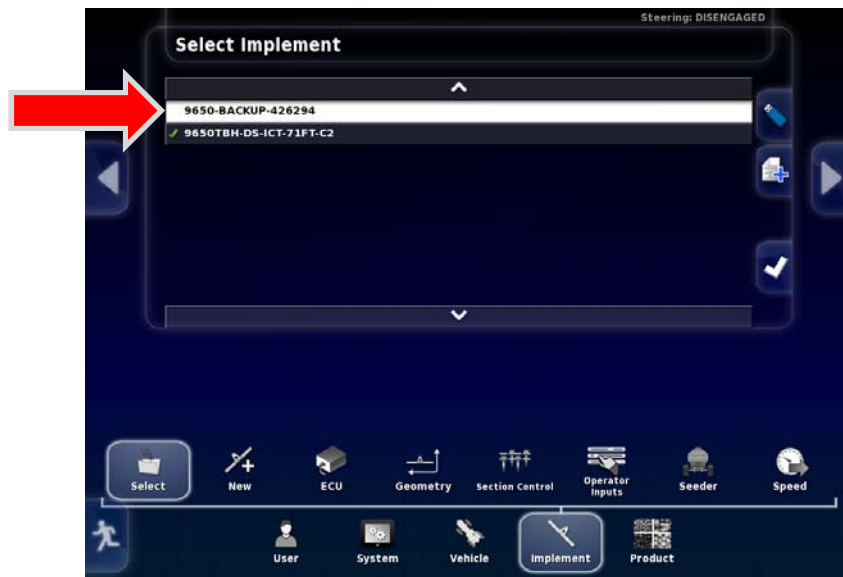 Steering: DISENGAGED
Select Implement
9650-BACKUP-426294
9650TBH-DS-ICT-71FT-C2
Select
New
ECU
Geometry
Section Control
Operator
Inputs
Seeder
Speed
User
System
Vehicle
Implement
Product